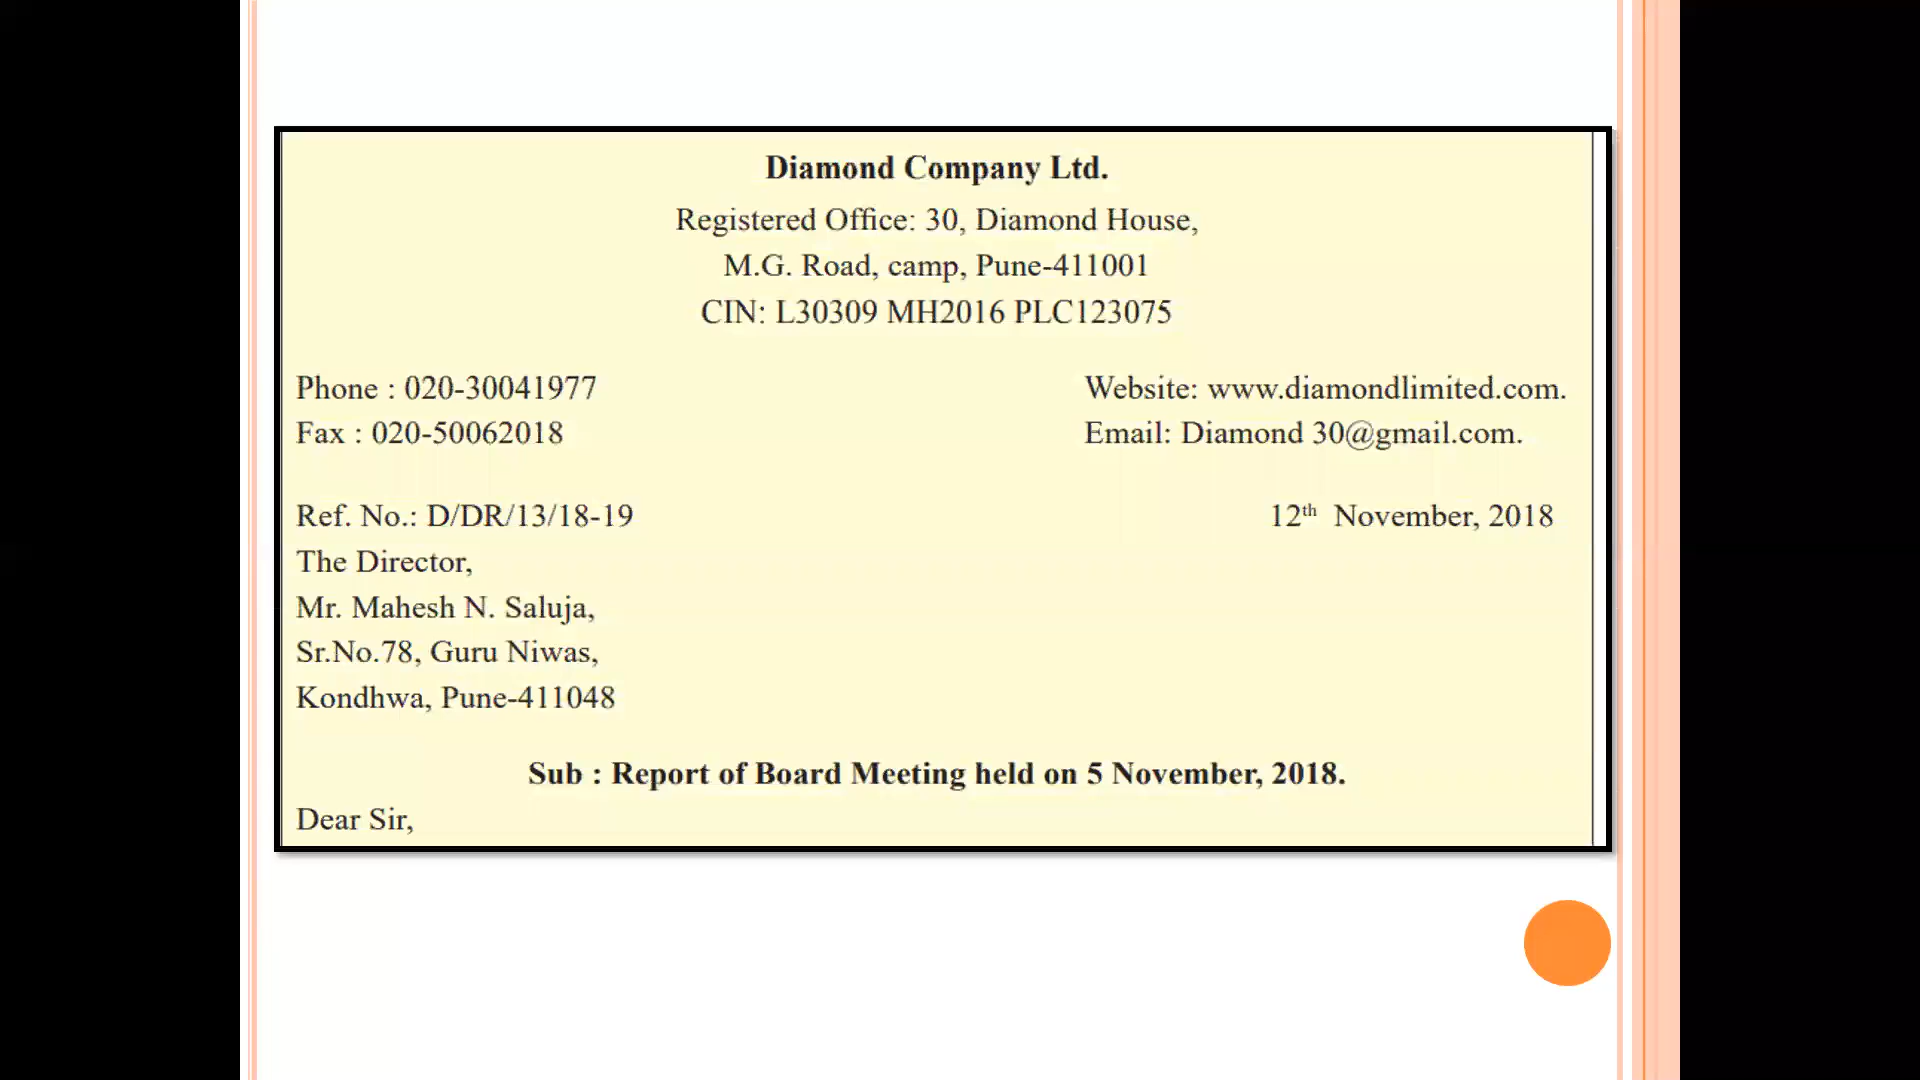 Diamond Company Ltd.
Registered Office: 30, Diamond House,
M.G. Road, camp, Pune-411001
CIN: L30309 MH2016 PLC123075
Phone : 020-30041977
Website: www.diamondlimited.com.
Fax : 020-50062018
Email: Diamond 30@gmail.com.
Ref. No.: D/DR/13/18-19
12th November, 2018
The Director,
Mr. Mahesh N. Saluja,
Sr.No.78, Guru Niwas,
Kondhwa, Pune-411048
Sub : Report of Board Meeting held on 5 November, 2018.
Dear Sir,